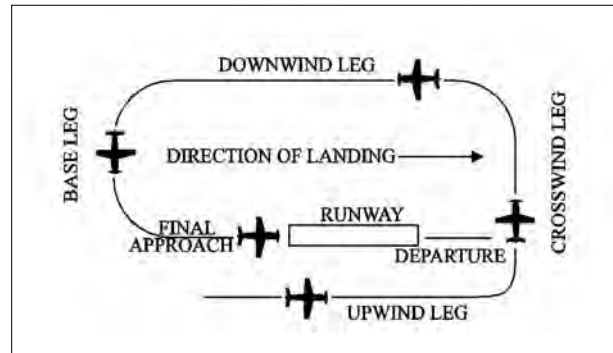 DOWNWIND LEG
BASE LEG
CROSSWIND LEG
DIRECTION OF LANDING
RUNWAY
FINAL
APPROACH
DEPARTURE
UPWIND LEG